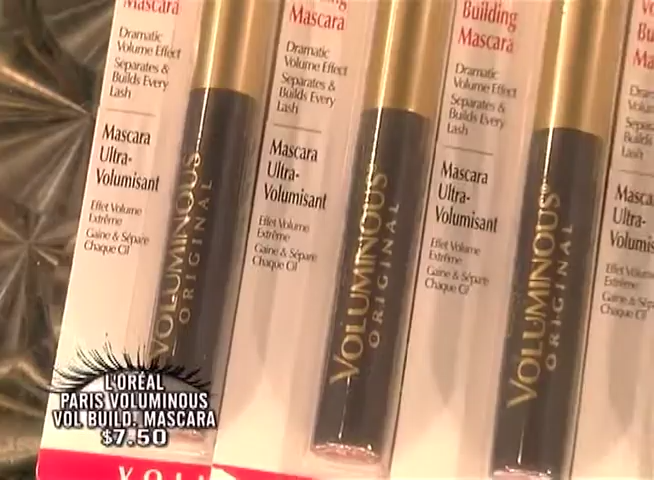 Mascara
Dramatic
Volume Effect
Separates &
Builds Every
Lash
Mascara
Ultra-
Volumisant
Effet Volume
Extrême
Gaine & Sépare
Chaque Cil
VOLUMINOUS
ORIGINAL
Mascara
Dramatic
Volume Effect
Separates &
Builds Every
Lash
Mascara
Ultra-
Volumisant
Effet Volume
Extrême
Gaine & Sépare
Chaque Cil
VOLUMINOUS
ORIGINAL
Building
Mascara
Dramatic
Volume Effect
Separates &
Builds Every
Lash
Mascara
Ultra-
Volumisant
Effet Volume
Extrême
Gaine & Sépare
Chaque Cil
VOLUMINOUS®
ORIGINAL
Lash
Ultra-
Extrême
L'ORÉAL
PARIS VOLUMINOUS
VOL BUILD. MASCARA
$7.50